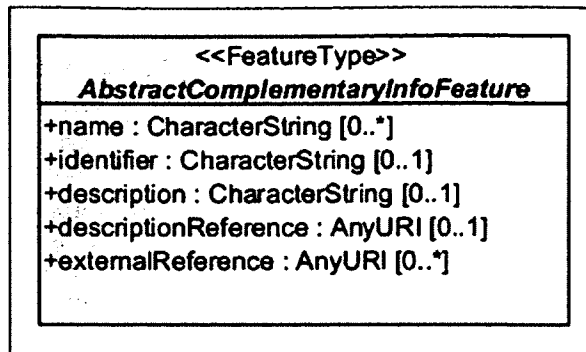 <<FeatureType>>
AbstractComplementaryInfoFeature
+name : CharacterString [0..*]
+identifier : CharacterString [0..1]
+description : CharacterString [0..1]
+descriptionReference : AnyURI [0..1]
+externalReference : AnyURI [0..*]